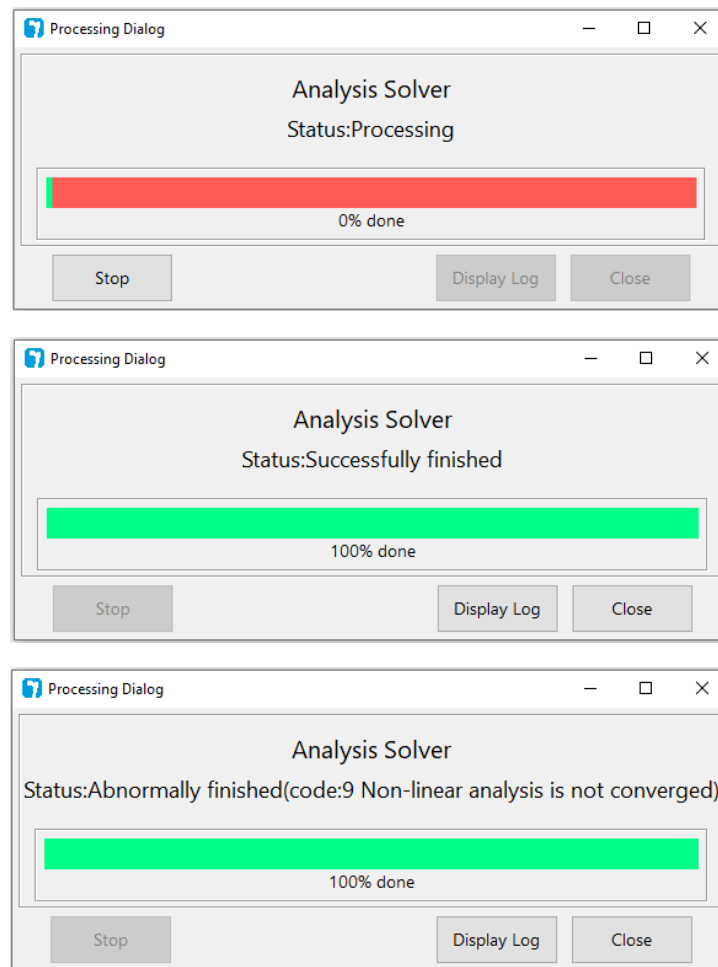 Processing Dialog
Analysis Solver
Status:Processing
0% done
Stop Display Log Close
Processing Dialog
Analysis Solver
Status:Successfully finished
100% done
Stop Display Log Close
Processing Dialog
Analysis Solver
Status:Abnormally finished(code:9 Non-linear analysis is not converged)
100% done
Stop Display Log Close